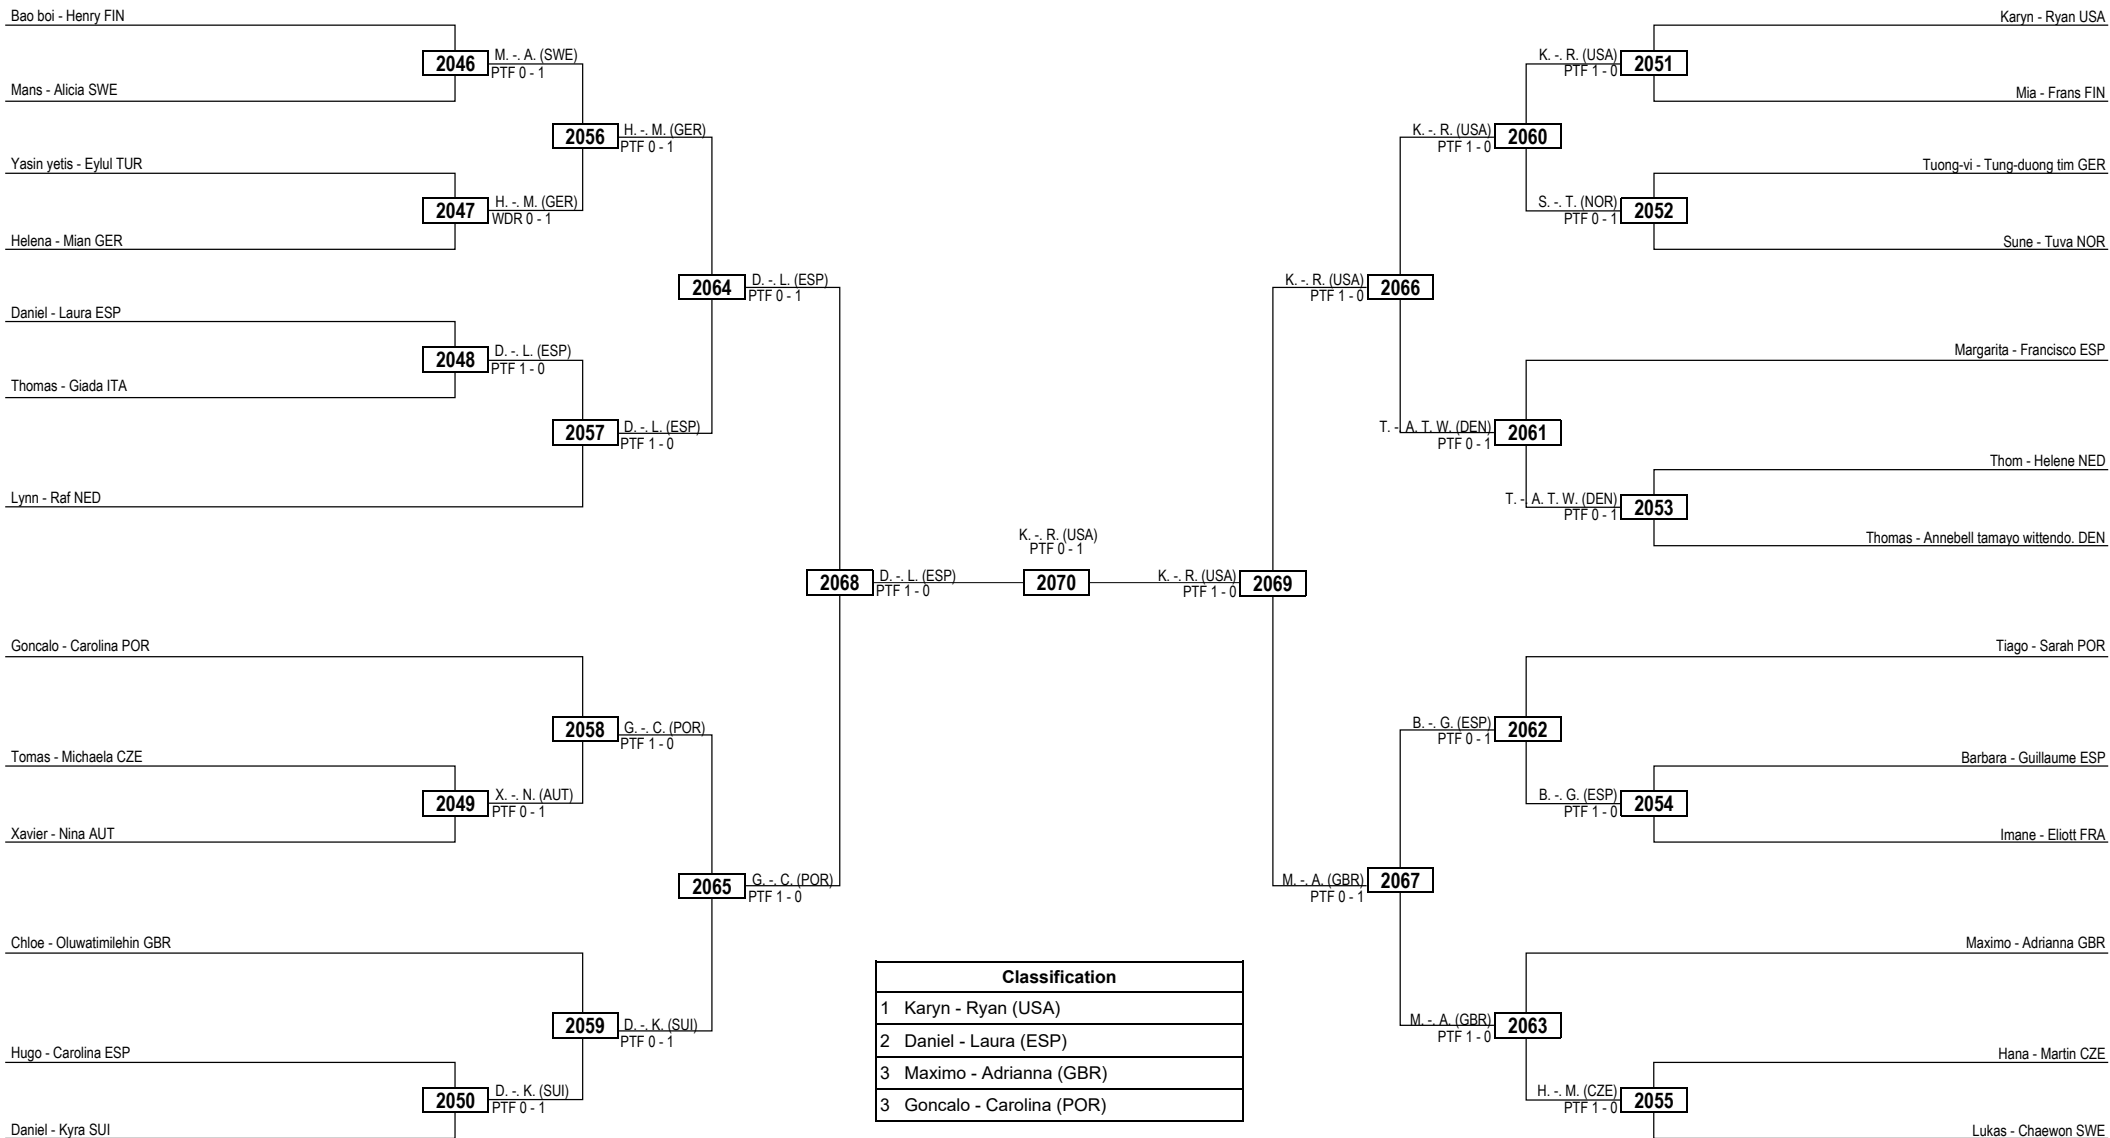 Bao boi - Henry FIN
2046
M. -. A. (SWE)
PTF 0 - 1
Mans - Alicia SWE
2056
H. -. M. (GER)
PTF 0 - 1
Yasin yetis - Eylul TUR
2047
H. -. M. (GER)
WDR 0 - 1
Helena - Mian GER
2064
D. -. L. (ESP)
PTF 0 - 1
Daniel - Laura ESP
2048
D. -. L. (ESP)
PTF 1 - 0
Thomas - Giada ITA
2057
D. -. L. (ESP)
PTF 1 - 0
Lynn - Raf NED
2068
D. -. L. (ESP)
PTF 1 - 0
Goncalo - Carolina POR
2058
G. -. C. (POR)
PTF 1 - 0
Tomas - Michaela CZE
2049
X. -. N. (AUT)
PTF 0 - 1
Xavier - Nina AUT
2065
G. -. C. (POR)
PTF 1 - 0
Chloe - Oluwatimilehin GBR
2059
D. -. K. (SUI)
PTF 0 - 1
Hugo - Carolina ESP
2050
D. -. K. (SUI)
PTF 0 - 1
Daniel - Kyra SUI
K. -. R. (USA)
PTF 0 - 1
2070
Karyn - Ryan USA
K. -. R. (USA)
PTF 1 - 0
2051
Mia - Frans FIN
K. -. R. (USA)
PTF 1 - 0
2060
Tuong-vi - Tung-duong tim GER
S. -. T. (NOR)
PTF 0 - 1
2052
Sune - Tuva NOR
K. -. R. (USA)
PTF 1 - 0
2066
Margarita - Francisco ESP
T. - A. T. W. (DEN)
PTF 0 - 1
2061
Thom - Helene NED
T. - A. T. W. (DEN)
PTF 0 - 1
2053
Thomas - Annebell tamayo wittendo. DEN
K. -. R. (USA)
PTF 1 - 0
2069
Tiago - Sarah POR
B. -. G. (ESP)
PTF 0 - 1
2062
Barbara - Guillaume ESP
B. -. G. (ESP)
PTF 1 - 0
2054
Imane - Eliott FRA
M. -. A. (GBR)
PTF 0 - 1
2067
Maximo - Adrianna GBR
M. -. A. (GBR)
PTF 1 - 0
2063
Hana - Martin CZE
H. -. M. (CZE)
PTF 1 - 0
2055
Lukas - Chaewon SWE
Classification
1 Karyn - Ryan (USA)
2 Daniel - Laura (ESP)
3 Maximo - Adrianna (GBR)
3 Goncalo - Carolina (POR)